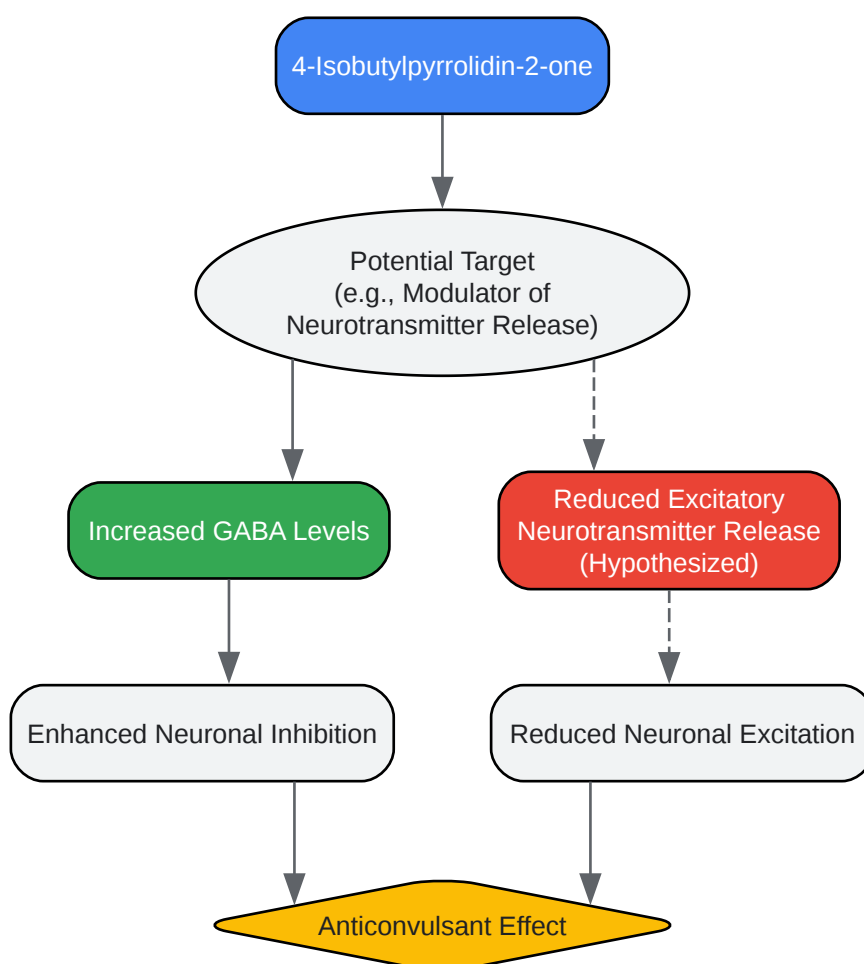 4-Isobutylpyrrolidin-2-one
Potential Target
(e.g., Modulator of
Neurotransmitter Release)
Increased GABA Levels
Reduced Excitatory
Neurotransmitter Release
(Hypothesized)
Enhanced Neuronal Inhibition
Reduced Neuronal Excitation
Anticonvulsant Effect